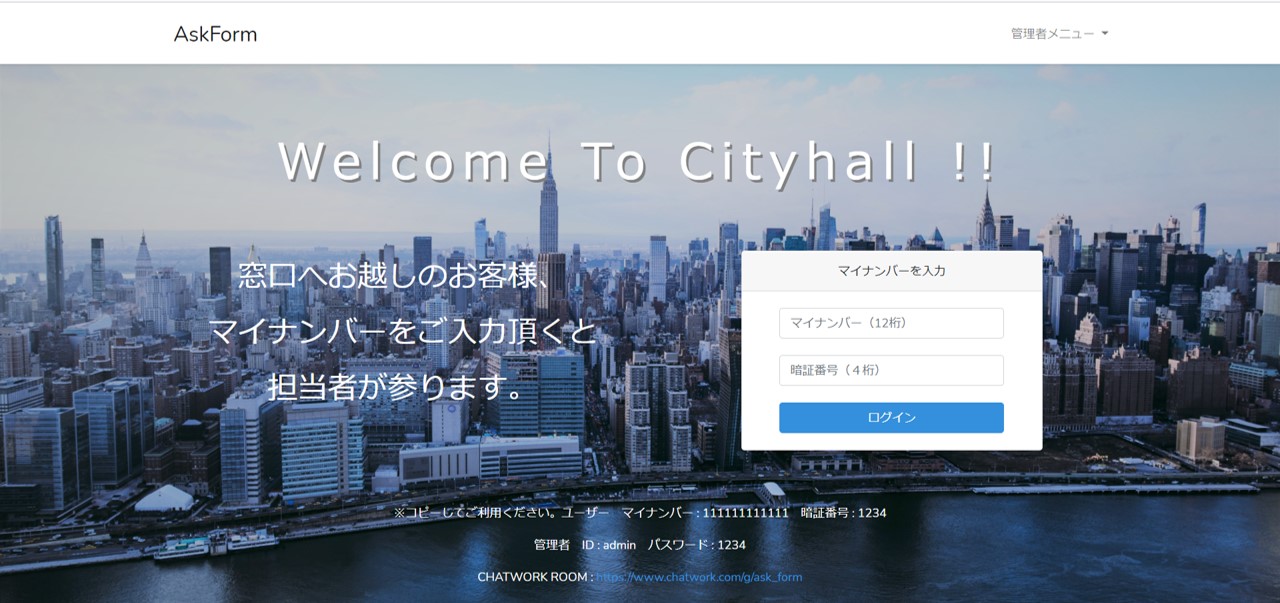 AskForm
管理者メニュー
Welcome To Cityhall !!
窓口へお越しのお客様、
マイナンバーをご入力頂くと
担当者が参ります。
マイナンバーを入力
マイナンバー（12桁）
暗証番号（４桁）
ログイン
※コピーしてご利用ください。ユーザー　マイナンバー : 111111111111　暗証番号 : 1234
管理者　ID : admin　パスワード : 1234
CHATWORK ROOM : https://www.chatwork.com/g/ask_form